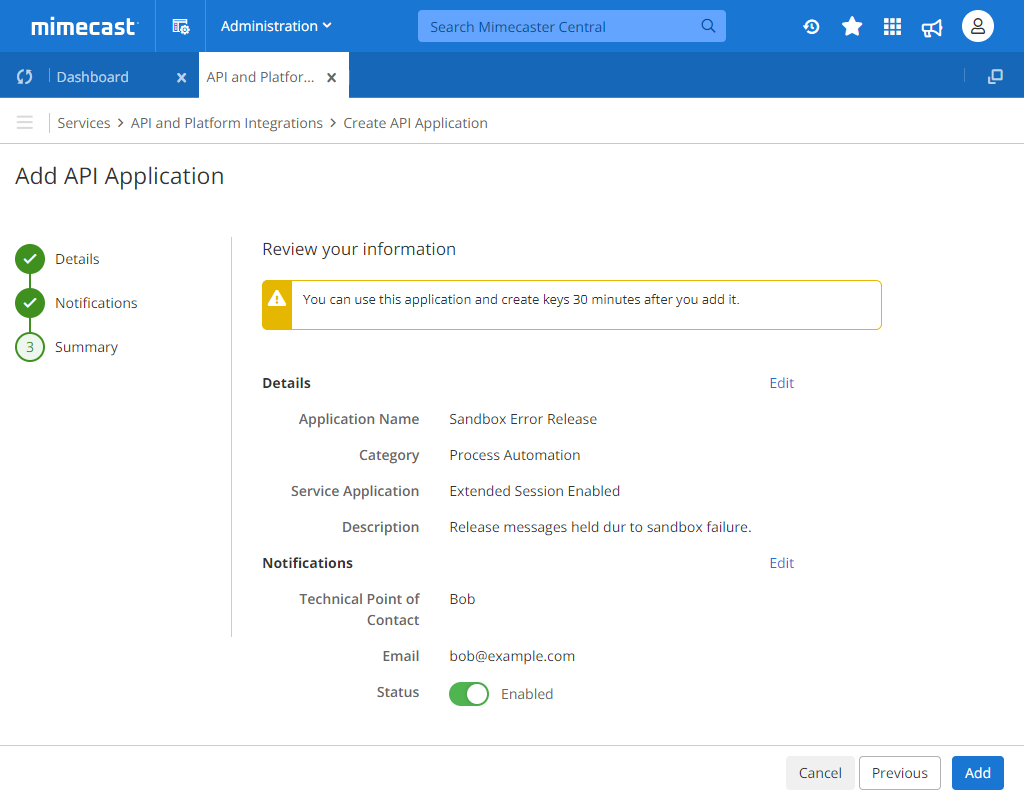 mimecast
Administration
Search Mimecaster Central
Dashboard
API and Platfor...
Services > API and Platform Integrations > Create API Application
Add API Application
Details
Notifications
3 Summary
Review your information
You can use this application and create keys 30 minutes after you add it.
Details Edit
Application Name Sandbox Error Release
Category Process Automation
Service Application Extended Session Enabled
Description Release messages held dur to sandbox failure.
Notifications Edit
Technical Point of Contact Bob
Email bob@example.com
Status Enabled
Cancel Previous Add